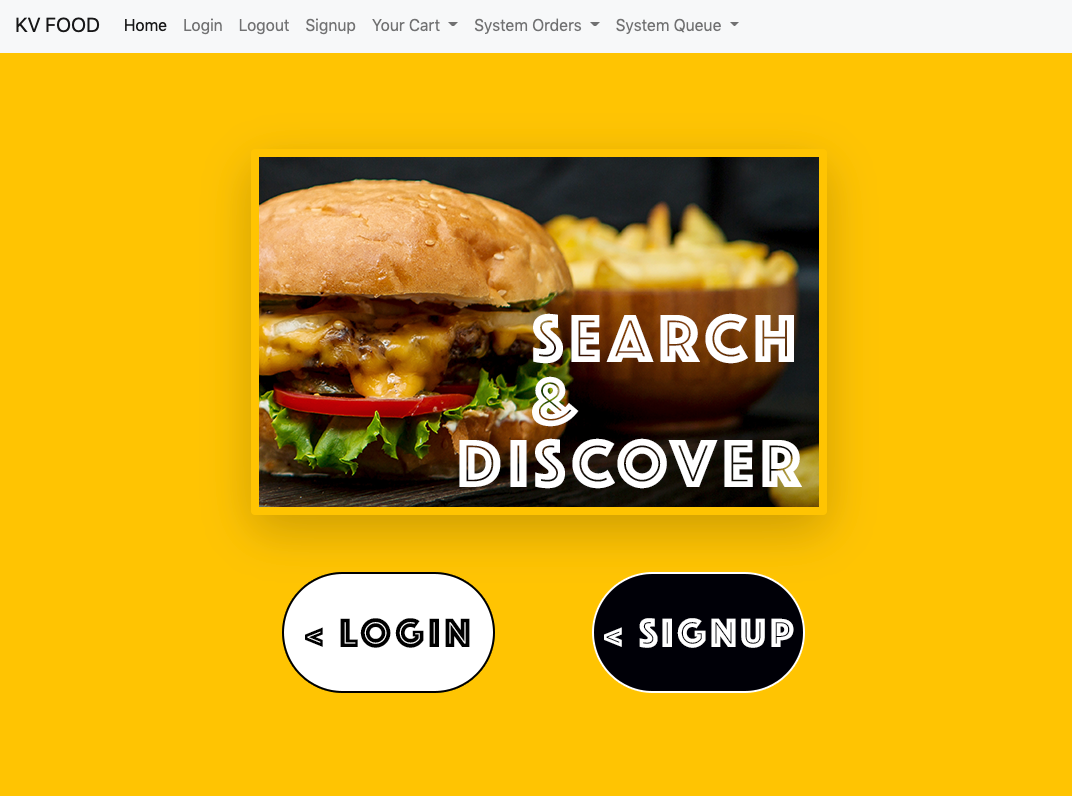 KV FOOD Home Login Logout Signup Your Cart System Orders System Queue
SEARCH
&
DISCOVER
< LOGIN
< SIGNUP